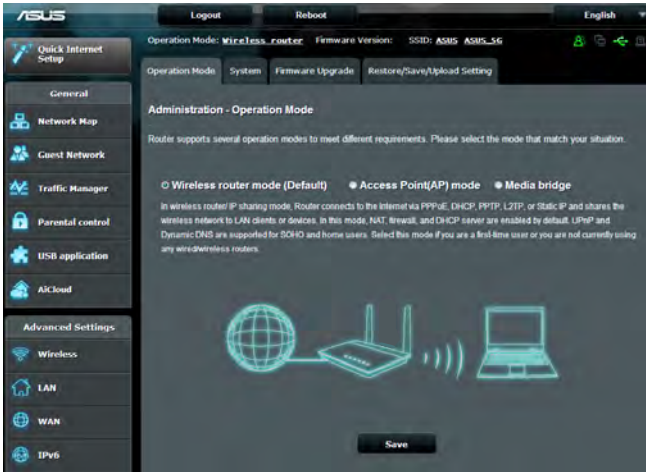 ASUS
Logout
Reboot
English
Quick Internet
Setup
Operation Mode: Wireless router Firmware Version: SSID: ASUS ASUS_5G
Operation Mode
System
Firmware Upgrade
Restore/Save/Upload Setting
General
Network Map
Guest Network
Traffic Manager
Parental control
USB application
AiCloud
Advanced Settings
Wireless
LAN
WAN
IPv6
Administration - Operation Mode
Router supports several operation modes to meet different requirements. Please select the mode that match your situation.
Wireless router mode (Default)
Access Point(AP) mode
Media bridge
In wireless router/ IP sharing mode, Router connects to the Internet via PPPoE, DHCP, PPTP, L2TP, or Static IP and shares the
wireless network to LAN clients or devices. In this mode, NAT, firewall, and DHCP server are enabled by default. UPnP and
Dynamic DNS are supported for SOHO and home users. Select this mode if you are a first-time user or you are not currently using
any wired/wireless routers.
Save